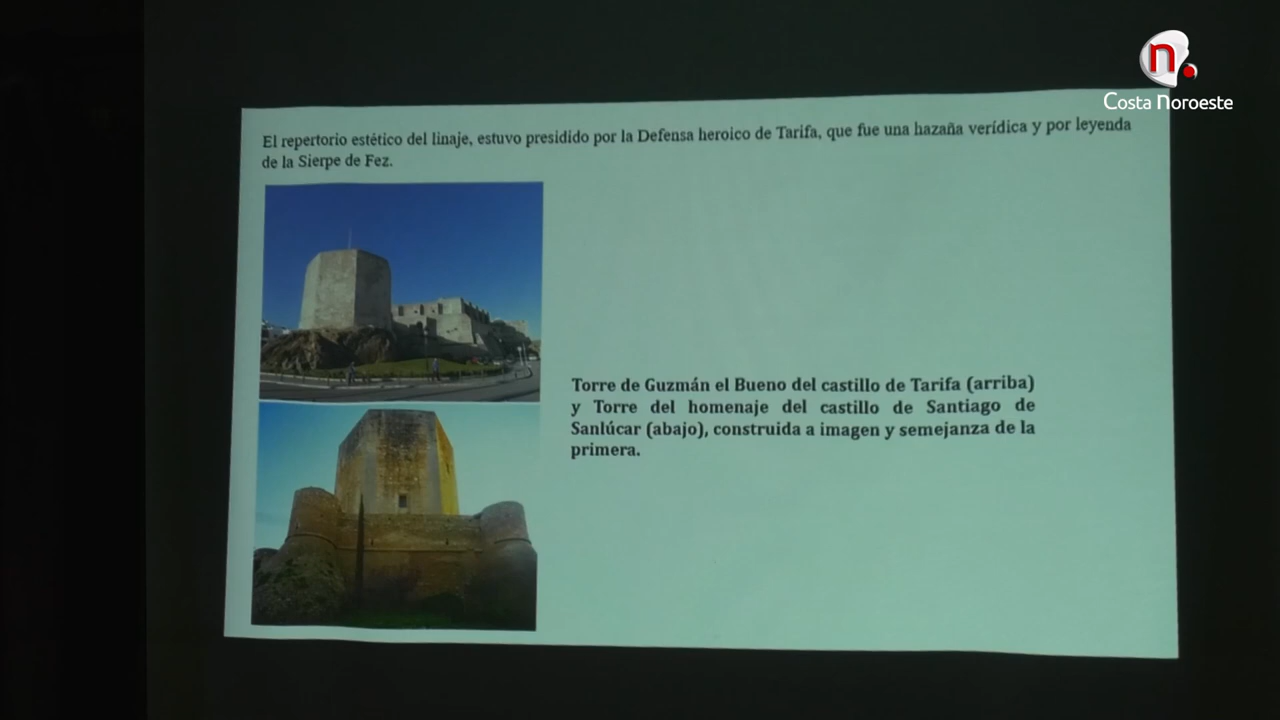 n.
Costa Noroeste
El repertorio estético del linaje, estuvo presidido por la Defensa heroico de Tarifa, que fue una hazaña verídica y por leyenda
de la Sierpe de Fez.
Torre de Guzmán el Bueno del castillo de Tarifa (arriba)
y Torre del homenaje del castillo de Santiago de
Sanlúcar (abajo), construida a imagen y semejanza de la
primera.